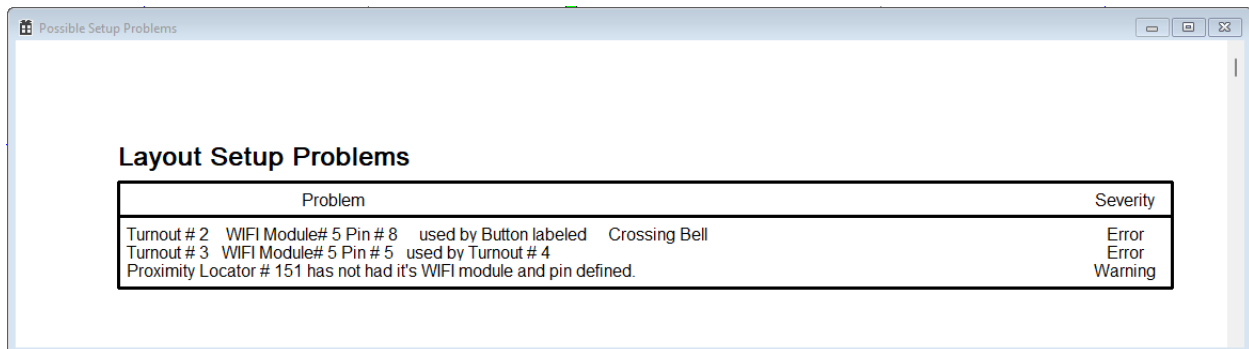 Possible Setup Problems
Layout Setup Problems
Problem Severity
Turnout # 2 WIFI Module# 5 Pin # 8 used by Button labeled Crossing Bell Error
Turnout # 3 WIFI Module# 5 Pin # 5 used by Turnout # 4 Error
Proximity Locator # 151 has not had it's WIFI module and pin defined. Warning